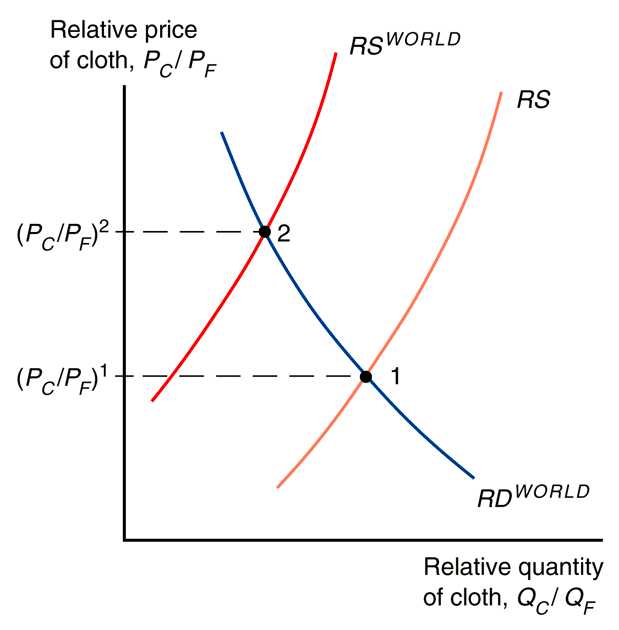 Relative price
of cloth, P_C / P_F
RS^WORLD
RS
(P_C/P_F)^2
2
(P_C/P_F)^1
1
RD^WORLD
Relative quantity
of cloth, Q_C / Q_F